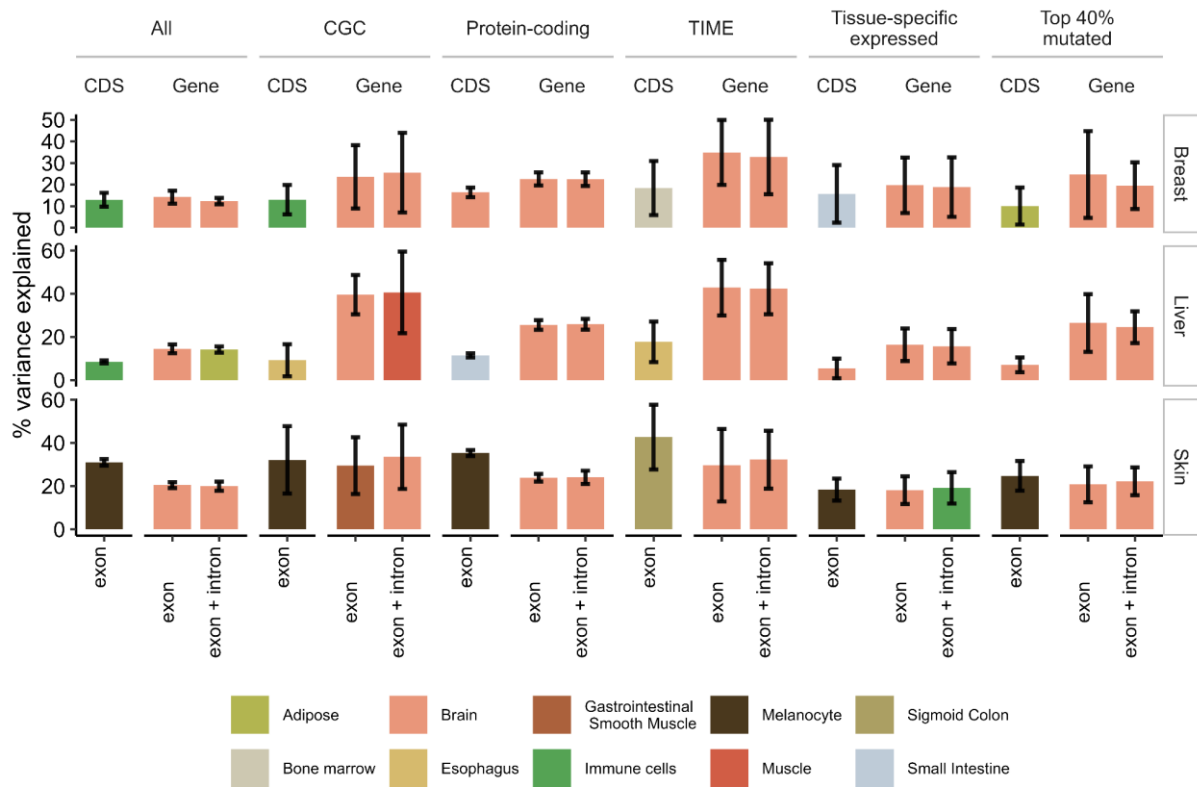 All CGC Protein-coding TIME Tissue-specific expressed Top 40% mutated
CDS Gene CDS Gene CDS Gene CDS Gene CDS Gene CDS Gene
% variance explained
50
40
30
20
10
0
Breast
60
40
20
0
Liver
60
40
20
0
Skin
exon exon exon + intron exon exon exon + intron exon exon exon + intron exon exon exon + intron exon exon exon + intron exon exon exon + intron
Adipose Brain Gastrointestinal Smooth Muscle Melanocyte Sigmoid Colon
Bone marrow Esophagus Immune cells Muscle Small Intestine